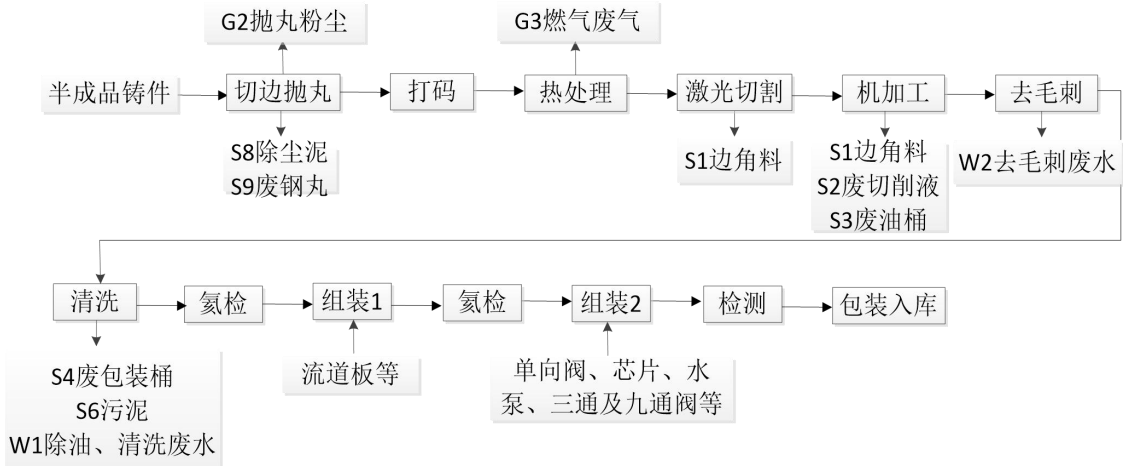 G2抛丸粉尘
G3燃气废气
半成品铸件
切边抛丸
打码
热处理
激光切割
机加工
去毛刺
S8除尘泥
S9废钢丸
S1边角料
S1边角料
S2废切削液
S3废油桶
W2去毛刺废水
清洗
氦检
组装1
氦检
组装2
检测
包装入库
S4废包装桶
S6污泥
W1除油、清洗废水
流道板等
单向阀、芯片、水
泵、三通及九通阀等